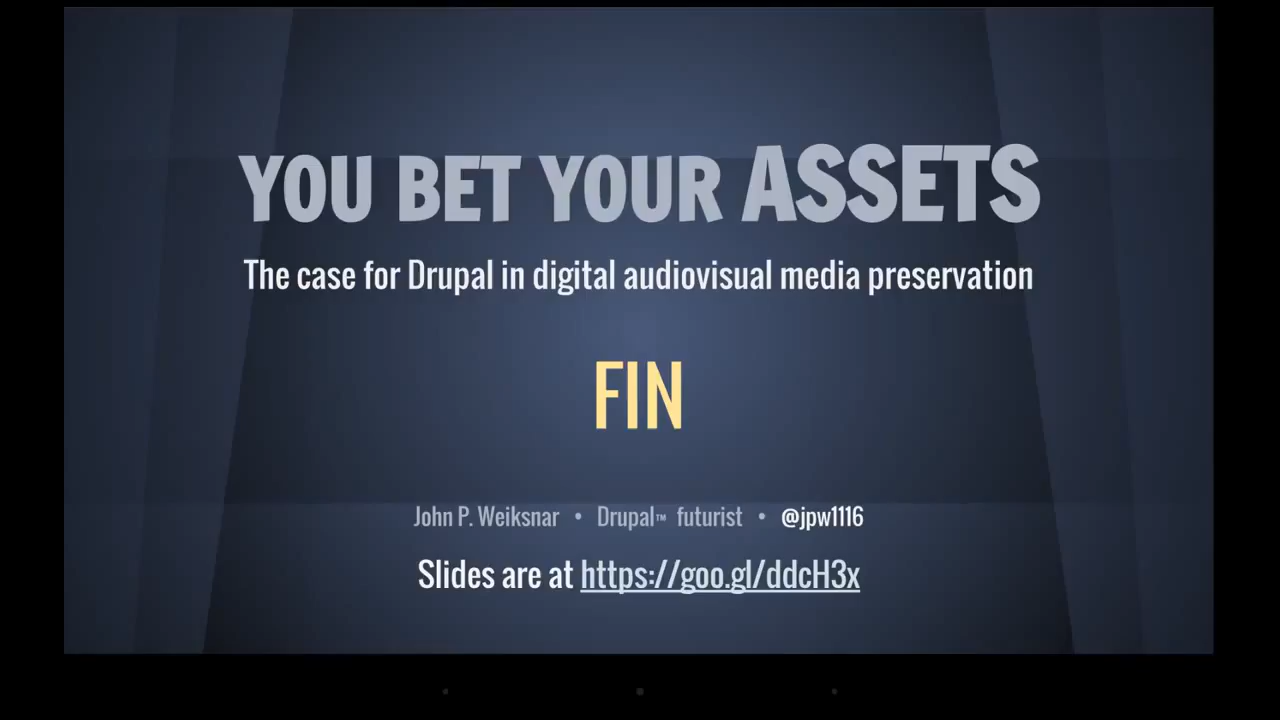 YOU BET YOUR ASSETS
The case for Drupal in digital audiovisual media preservation
FIN
John P. Weiksnar • Drupal™ futurist • @jpw1116
Slides are at https://goo.gl/ddcH3x